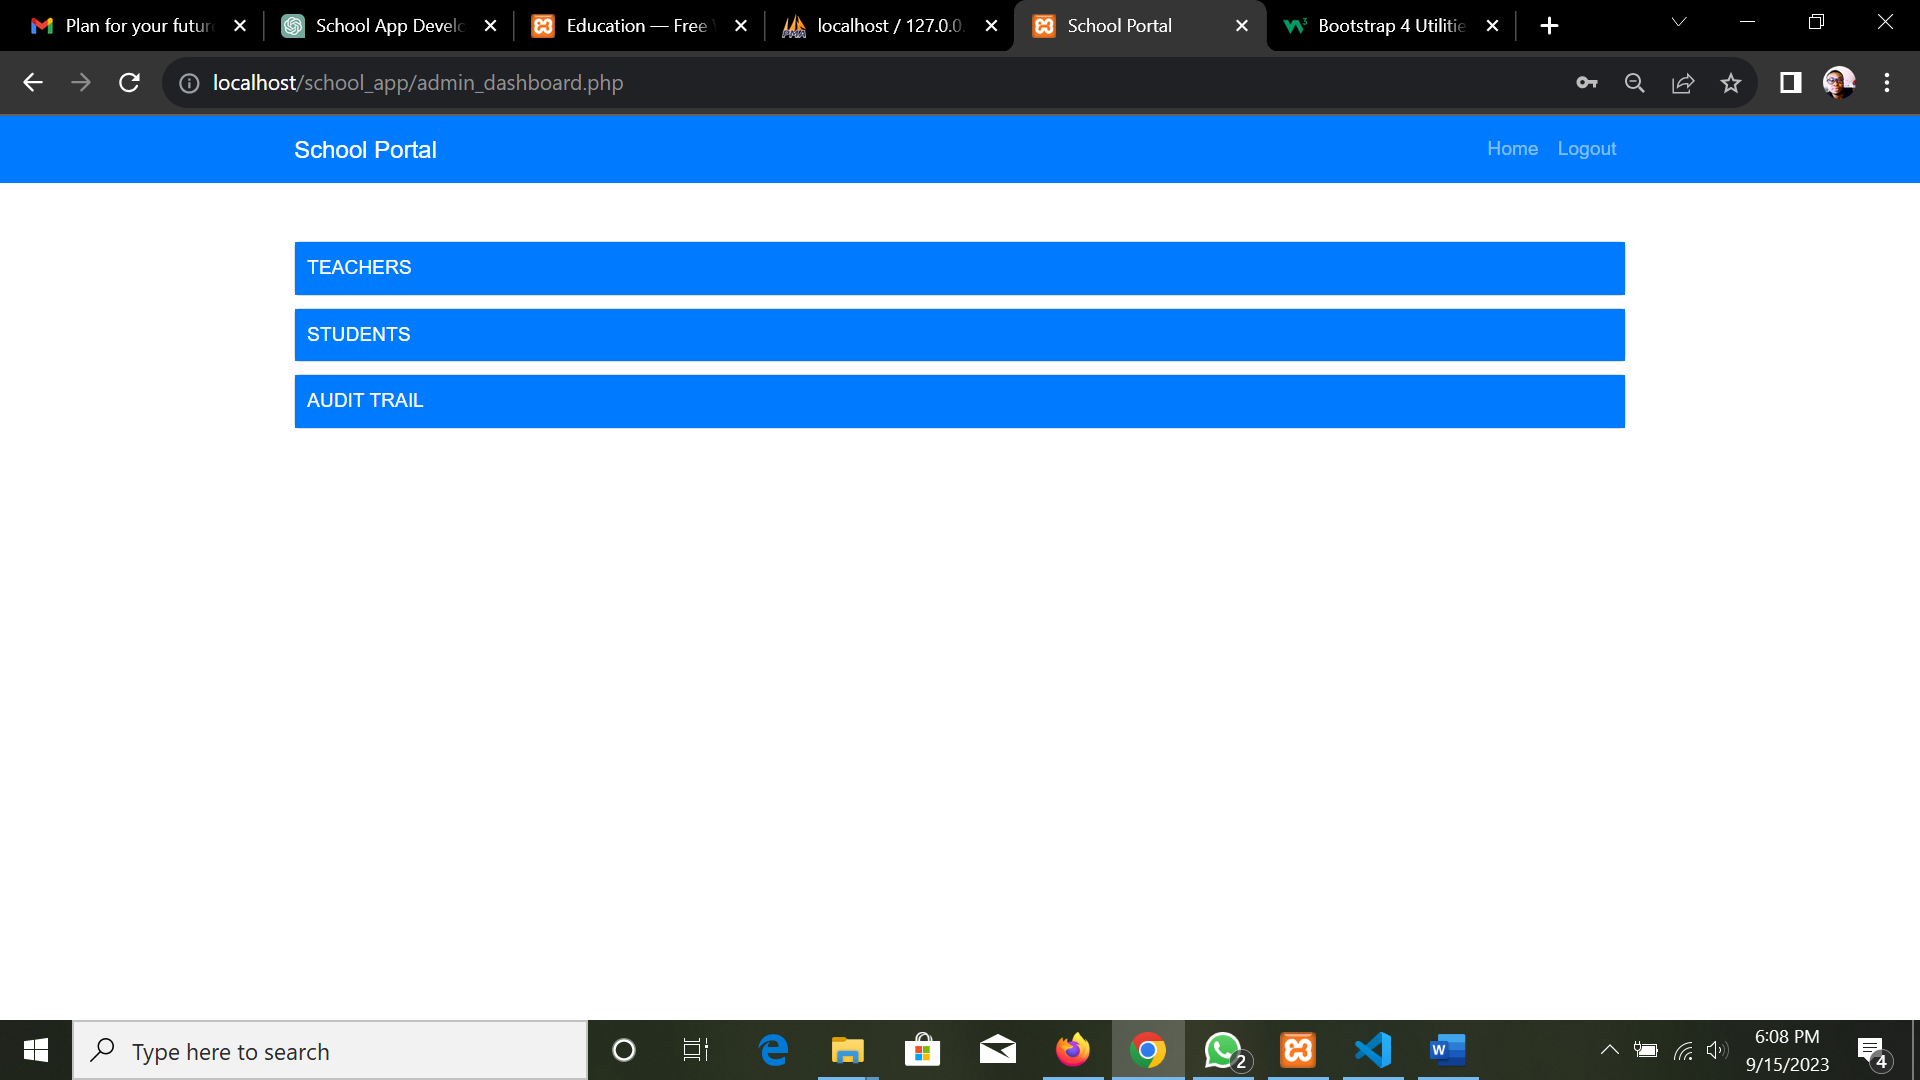 Plan for your futur
School App Develo
Education — Free
localhost / 127.0.0.
School Portal
Bootstrap 4 Utilitie
localhost/school_app/admin_dashboard.php
School Portal
Home
Logout
TEACHERS
STUDENTS
AUDIT TRAIL
Type here to search
2
6:08 PM
9/15/2023
4